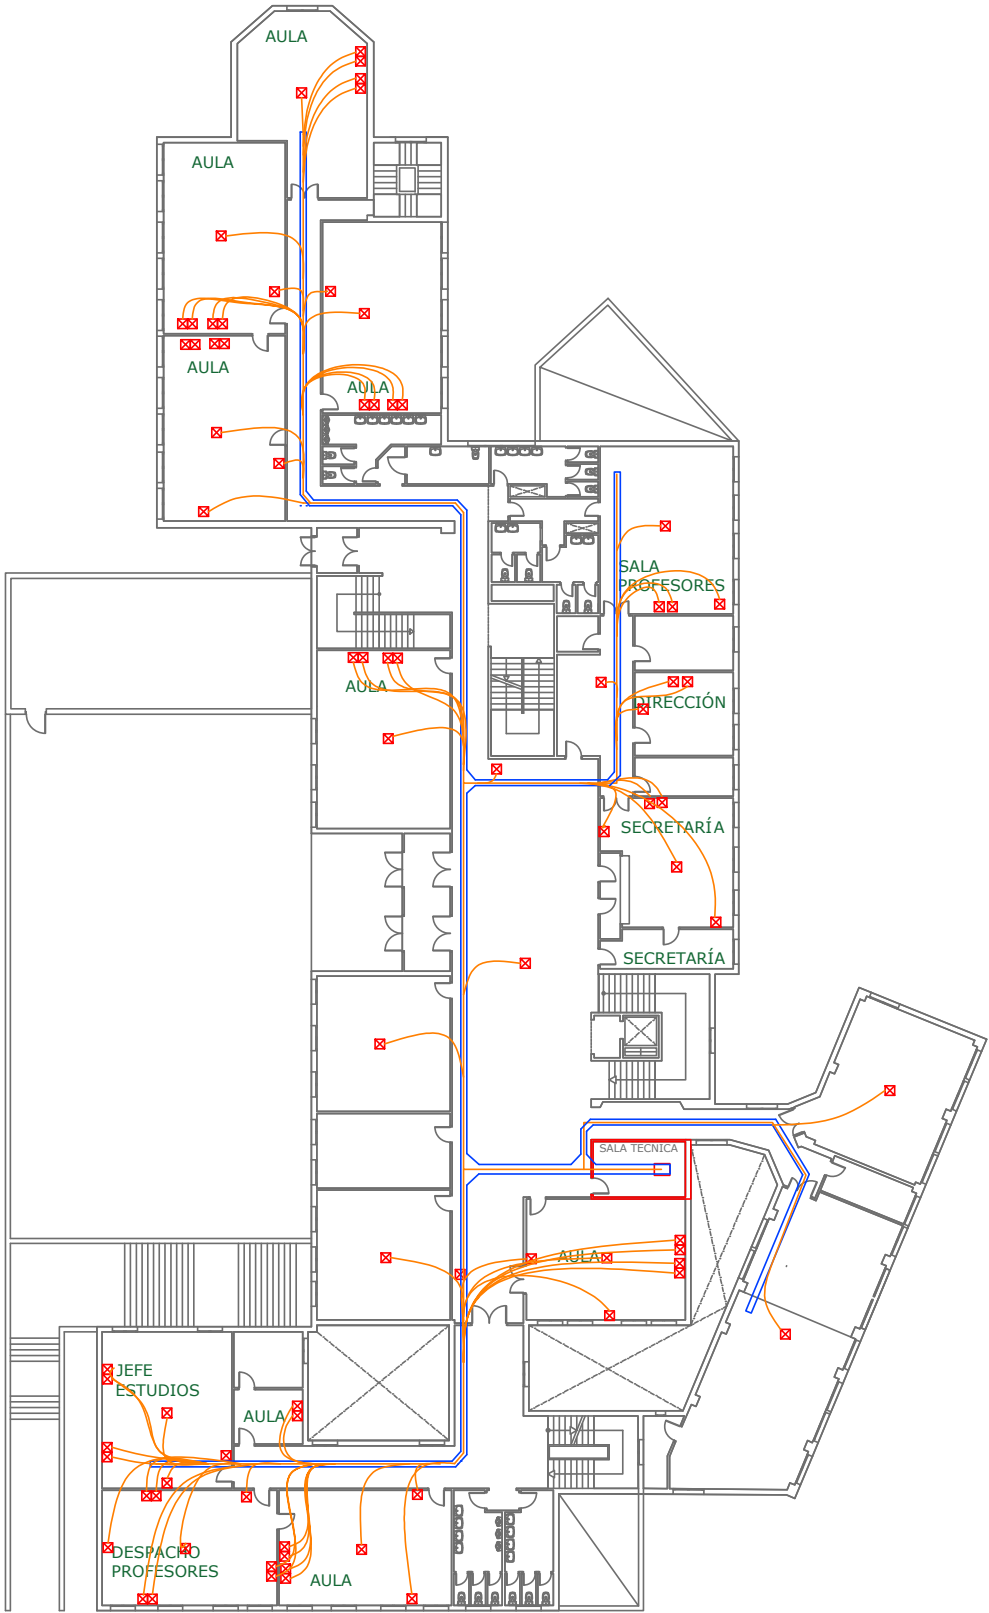 AULA
AULA
AULA
AULA
SALA
PROFESORES
AULA
DIRECCIÓN
SECRETARÍA
SECRETARÍA
SALA TECNICA
AULA
JEFE
ESTUDIOS
AULA
DESPACHO
PROFESORES
AULA